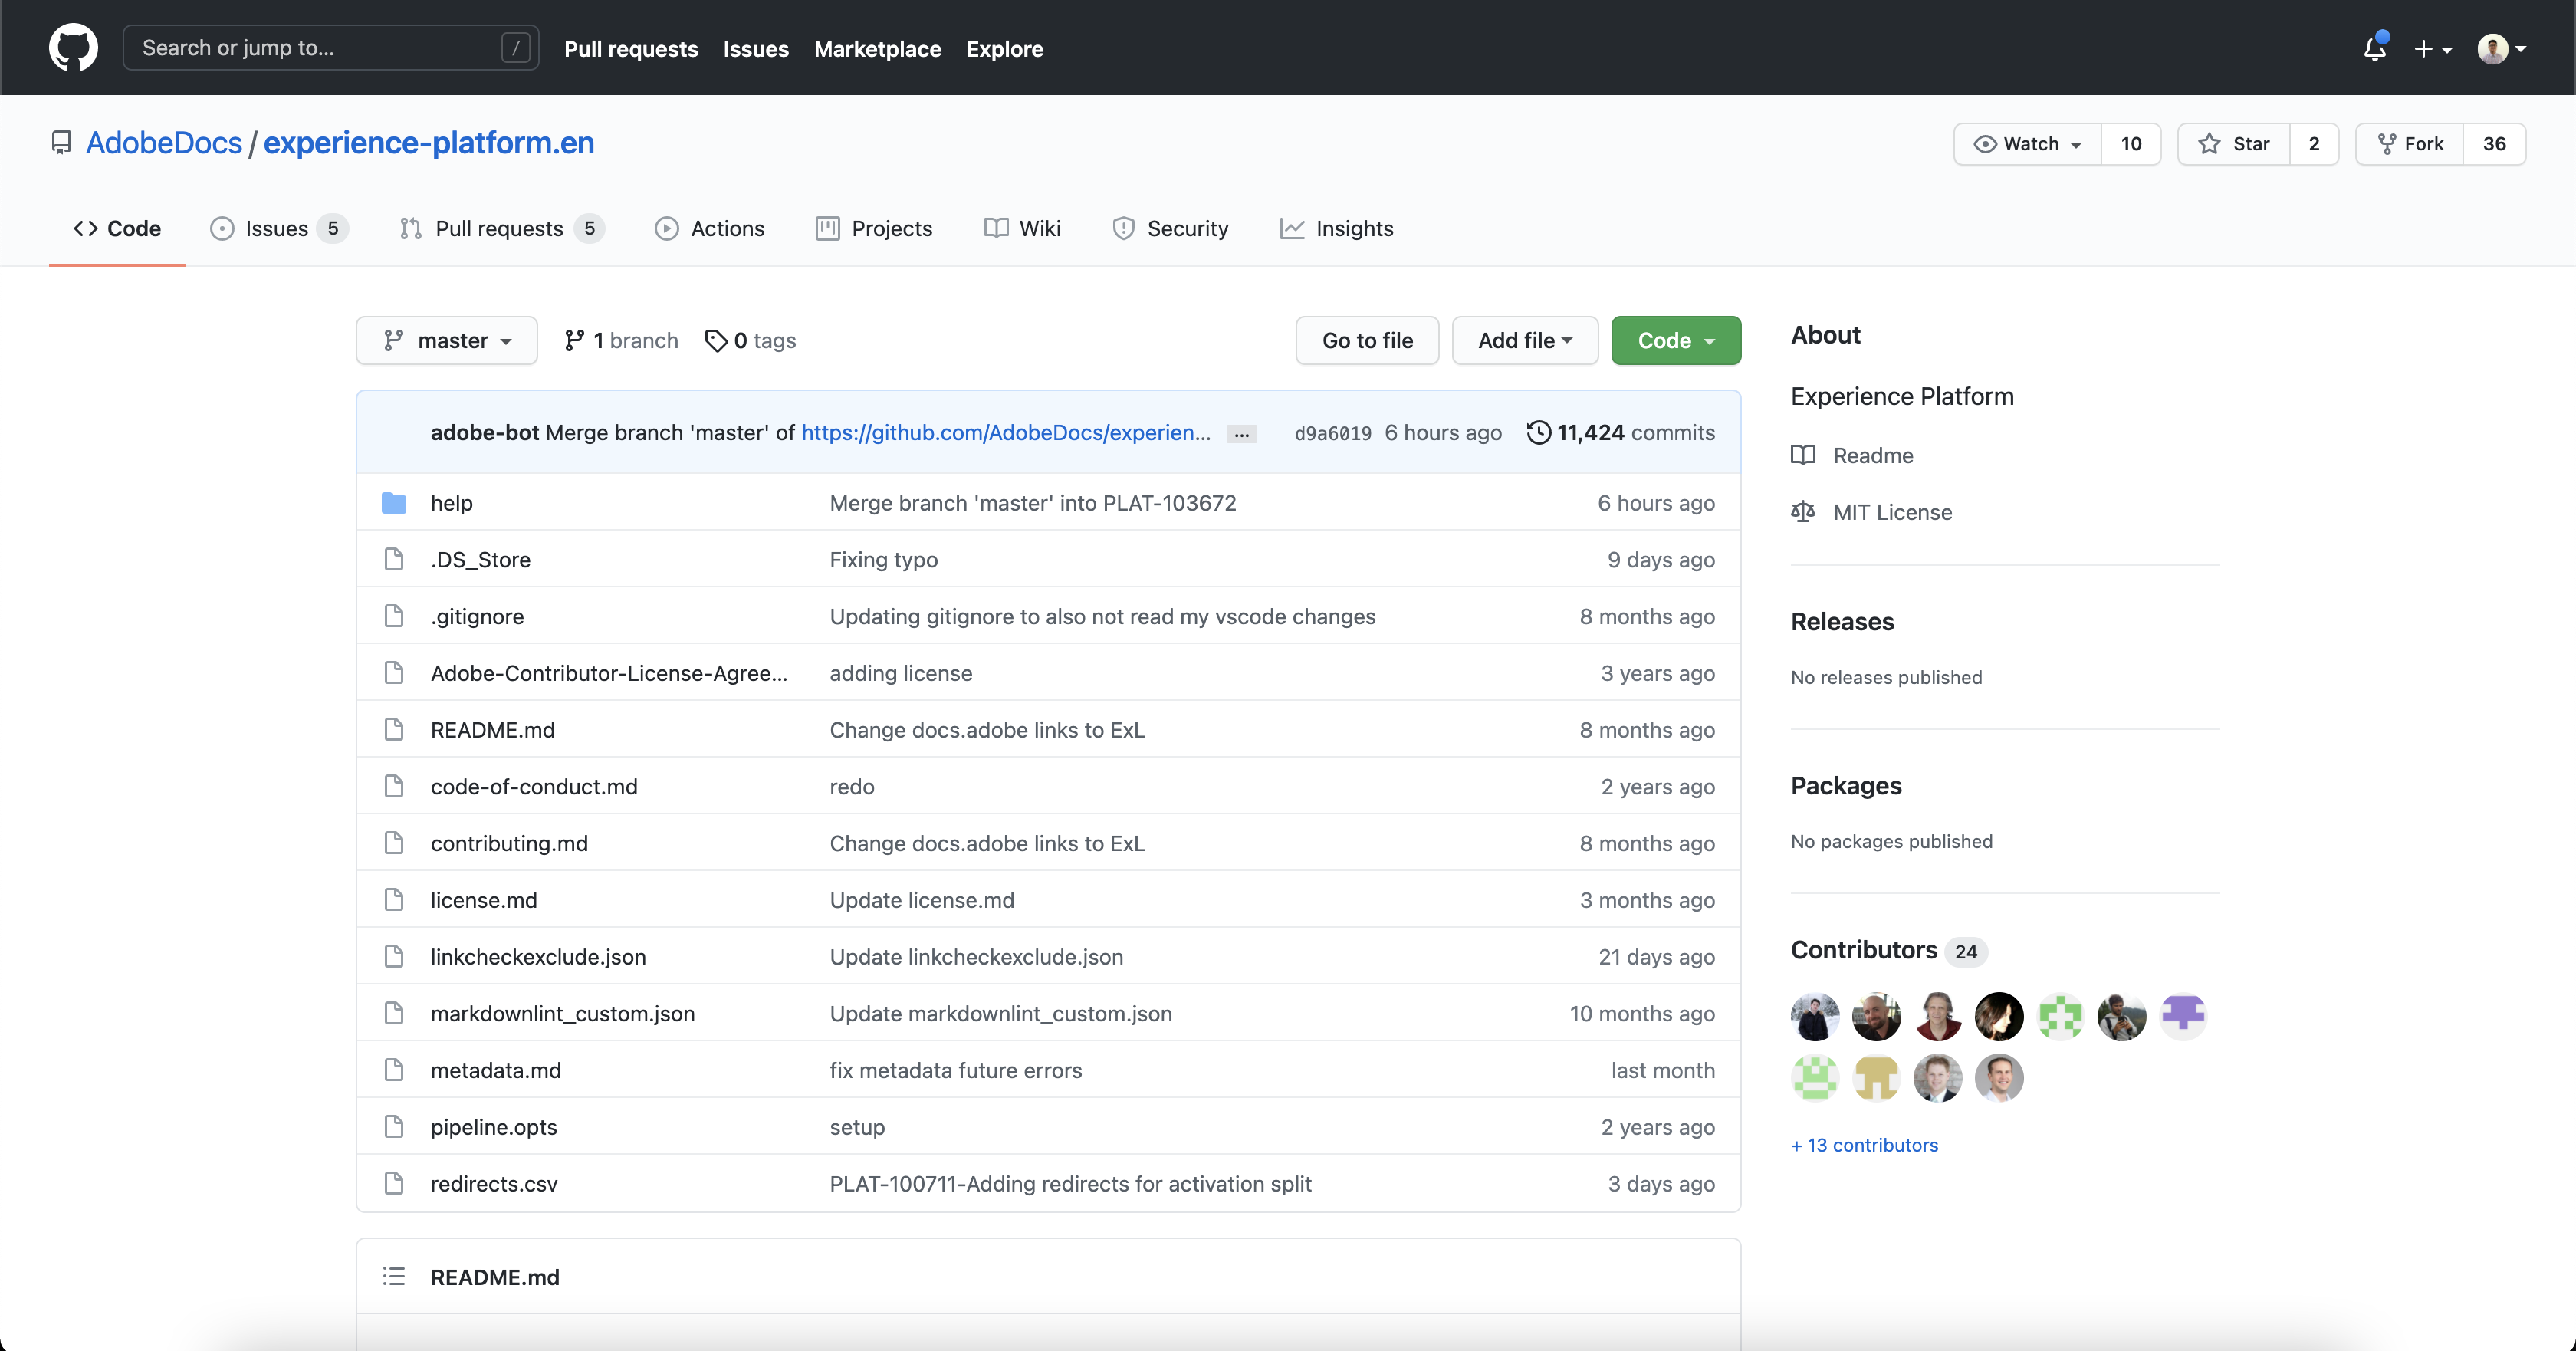 Search or jump to... /
Pull requests Issues Marketplace Explore
AdobeDocs / experience-platform.en
Watch 10 Star 2 Fork 36
Code Issues 5 Pull requests 5 Actions Projects Wiki Security Insights
master 1 branch 0 tags Go to file Add file Code
adobe-bot Merge branch 'master' of https://github.com/AdobeDocs/experien... ... d9a6019 6 hours ago 11,424 commits
help Merge branch 'master' into PLAT-103672 6 hours ago
.DS_Store Fixing typo 9 days ago
.gitignore Updating gitignore to also not read my vscode changes 8 months ago
Adobe-Contributor-License-Agree... adding license 3 years ago
README.md Change docs.adobe links to ExL 8 months ago
code-of-conduct.md redo 2 years ago
contributing.md Change docs.adobe links to ExL 8 months ago
license.md Update license.md 3 months ago
linkcheckexclude.json Update linkcheckexclude.json 21 days ago
markdownlint_custom.json Update markdownlint_custom.json 10 months ago
metadata.md fix metadata future errors last month
pipeline.opts setup 2 years ago
redirects.csv PLAT-100711-Adding redirects for activation split 3 days ago
README.md
About
Experience Platform
Readme
MIT License
Releases
No releases published
Packages
No packages published
Contributors 24
+ 13 contributors